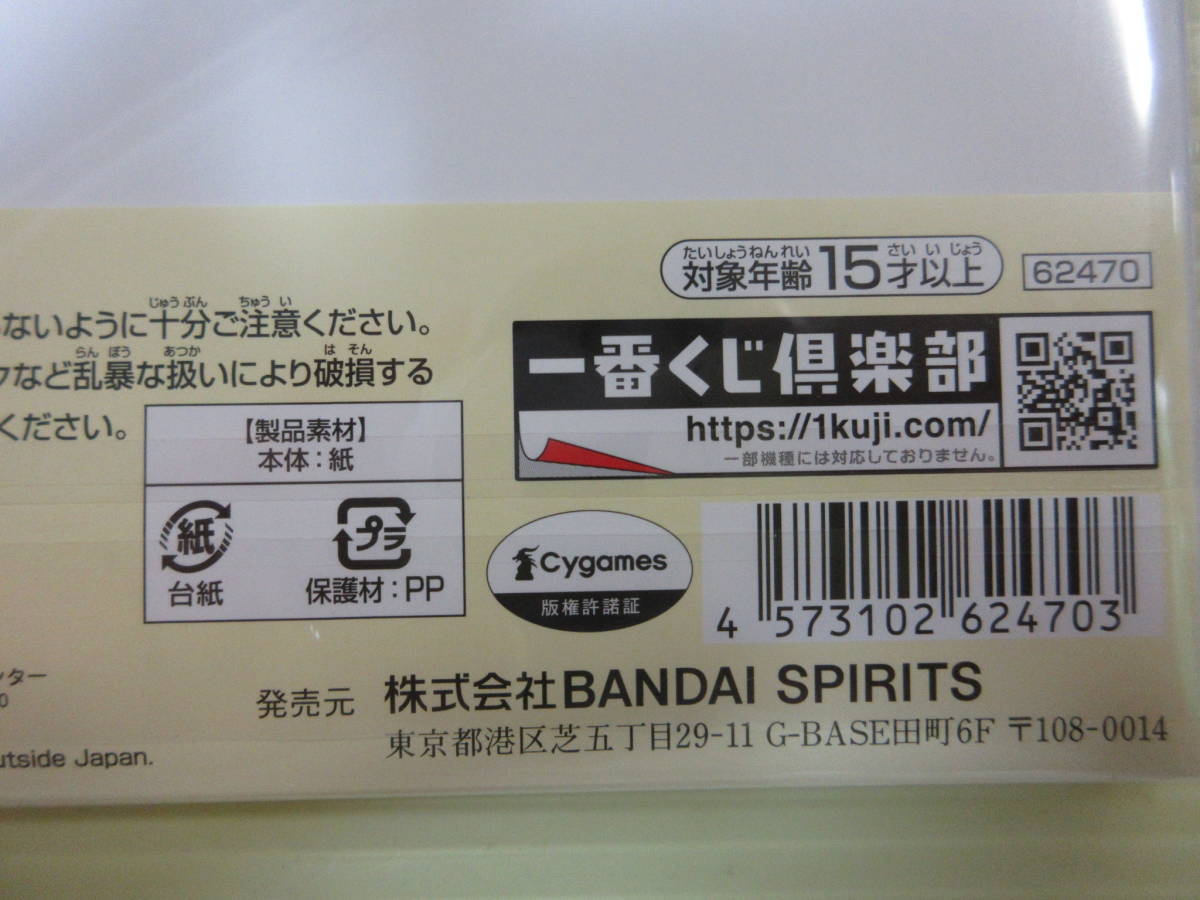 たいしょうねんれい さい い じょう
対象年齢15才以上
62470
じゅう ぶん ちゅう い
ないように十分ご注意ください。
らん ぼう あつか は そん
など乱暴な扱いにより破損する
ください。
一番くじ倶楽部
https://1kuji.com/
一部機種には対応しておりません。
【製品素材】
本体:紙
紙
台紙
プラ
保護材:PP
Cygames
版権許諾証
4 573102 624703
ンター
0
発売元 株式会社BANDAI SPIRITS
東京都港区芝五丁目29-11 G-BASE田町6F 〒108-0014
utside Japan.